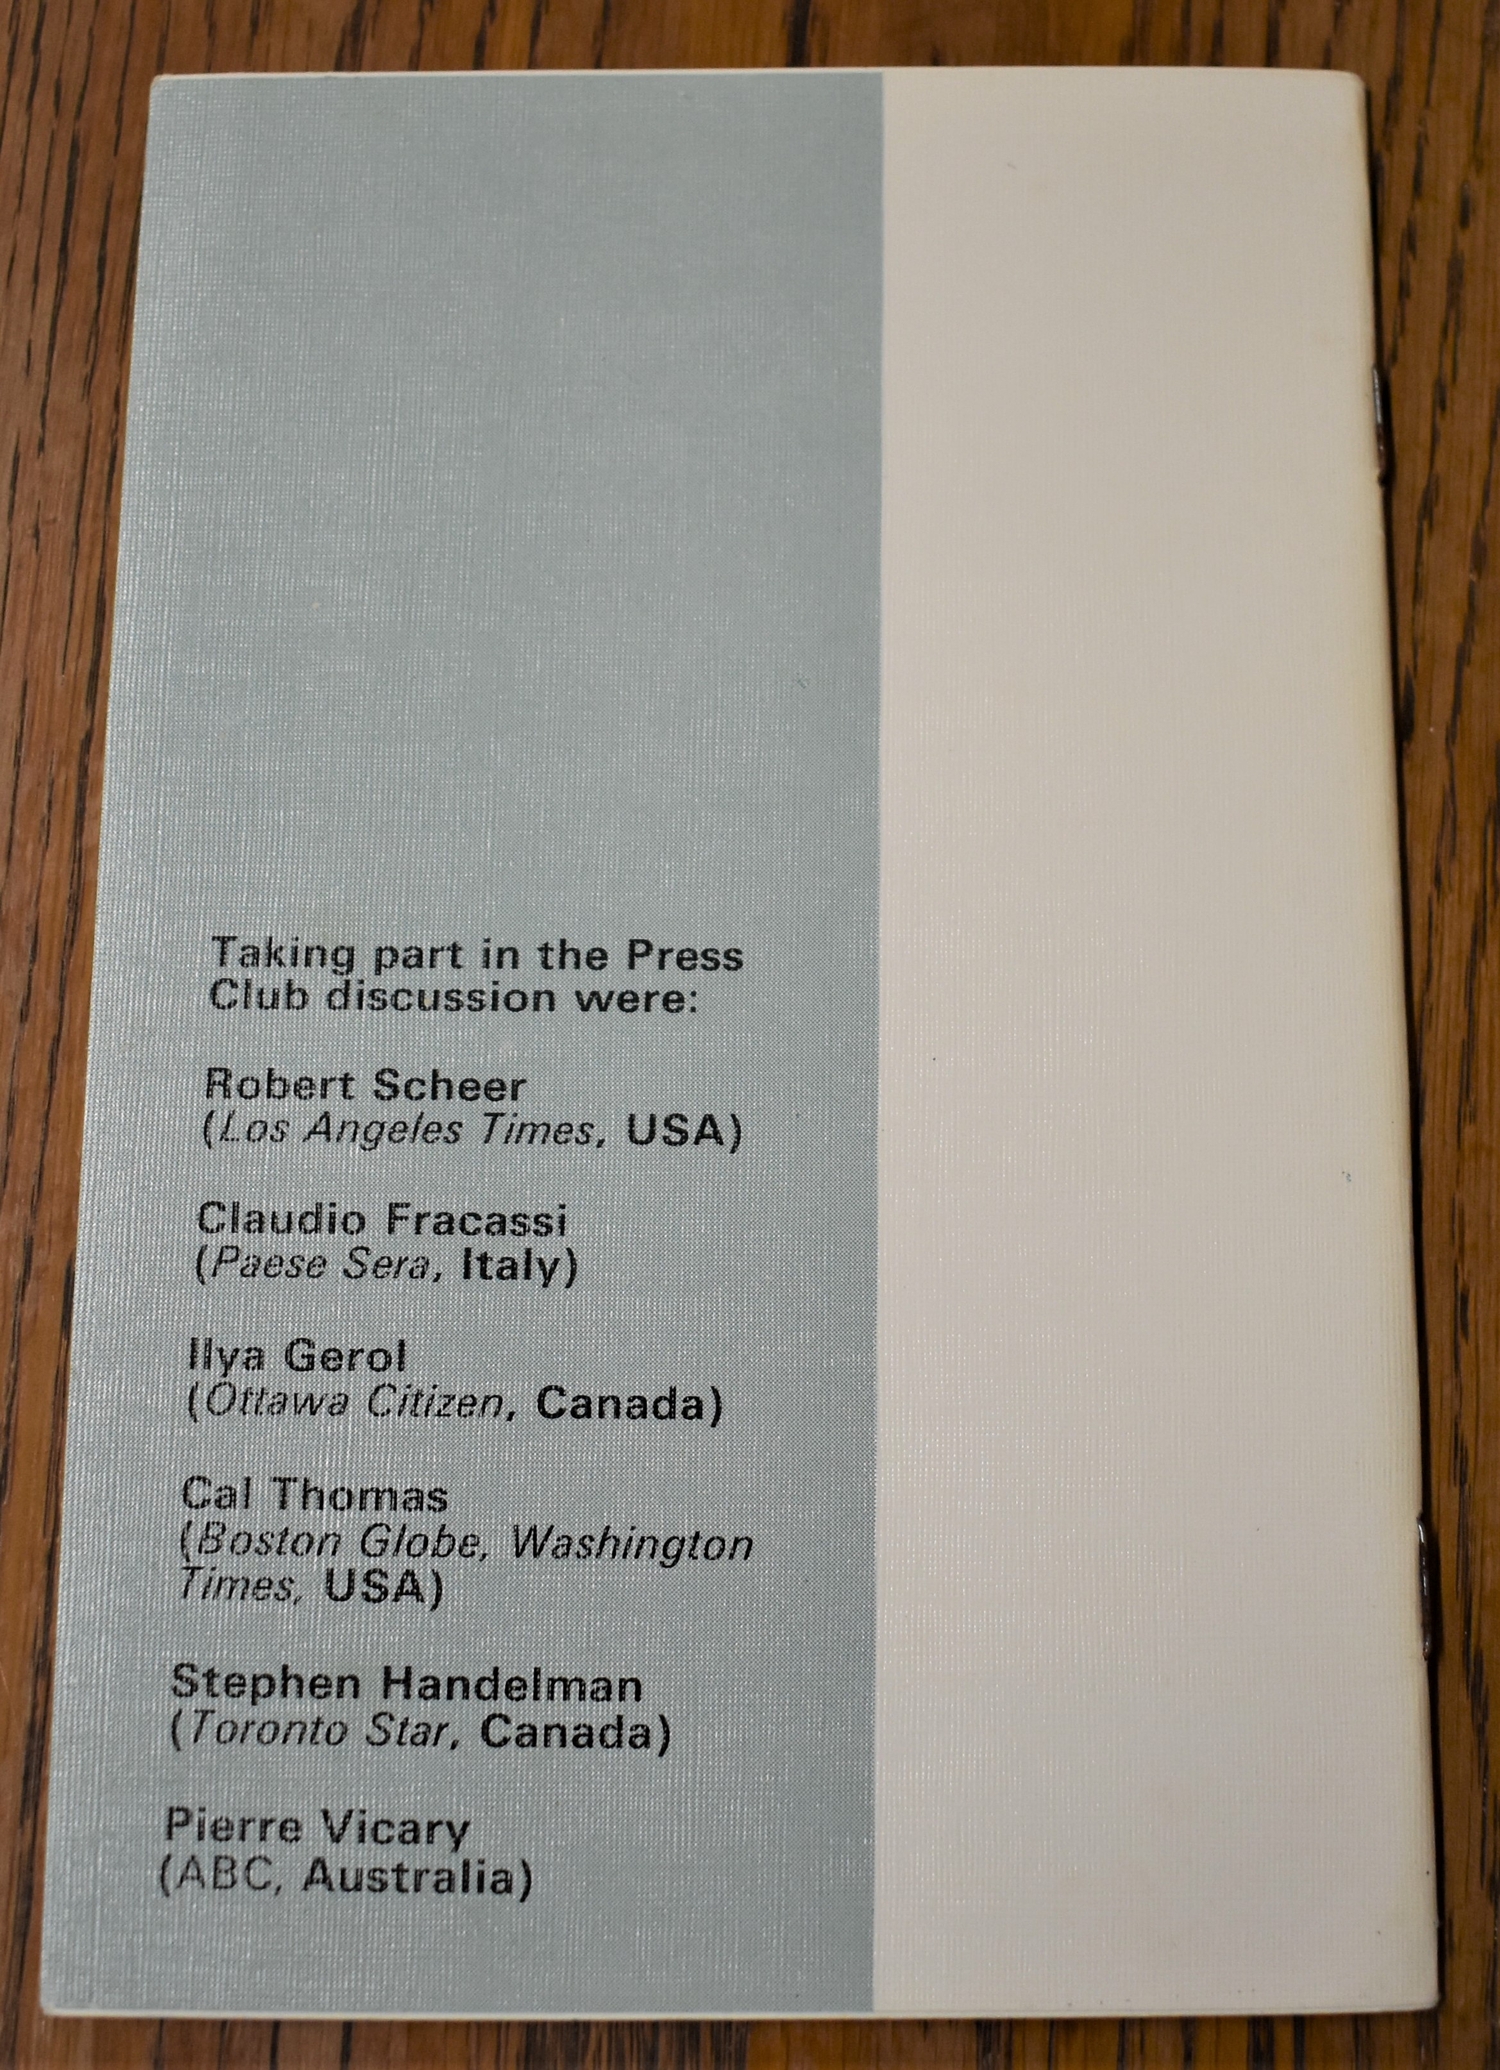 Taking part in the Press
Club discussion were:
Robert Scheer
(Los Angeles Times, USA)
Claudio Fracassi
(Paese Sera, Italy)
Ilya Gerol
(Ottawa Citizen, Canada)
Cal Thomas
(Boston Globe, Washington
Times, USA)
Stephen Handelman
(Toronto Star, Canada)
Pierre Vicary
(ABC, Australia)